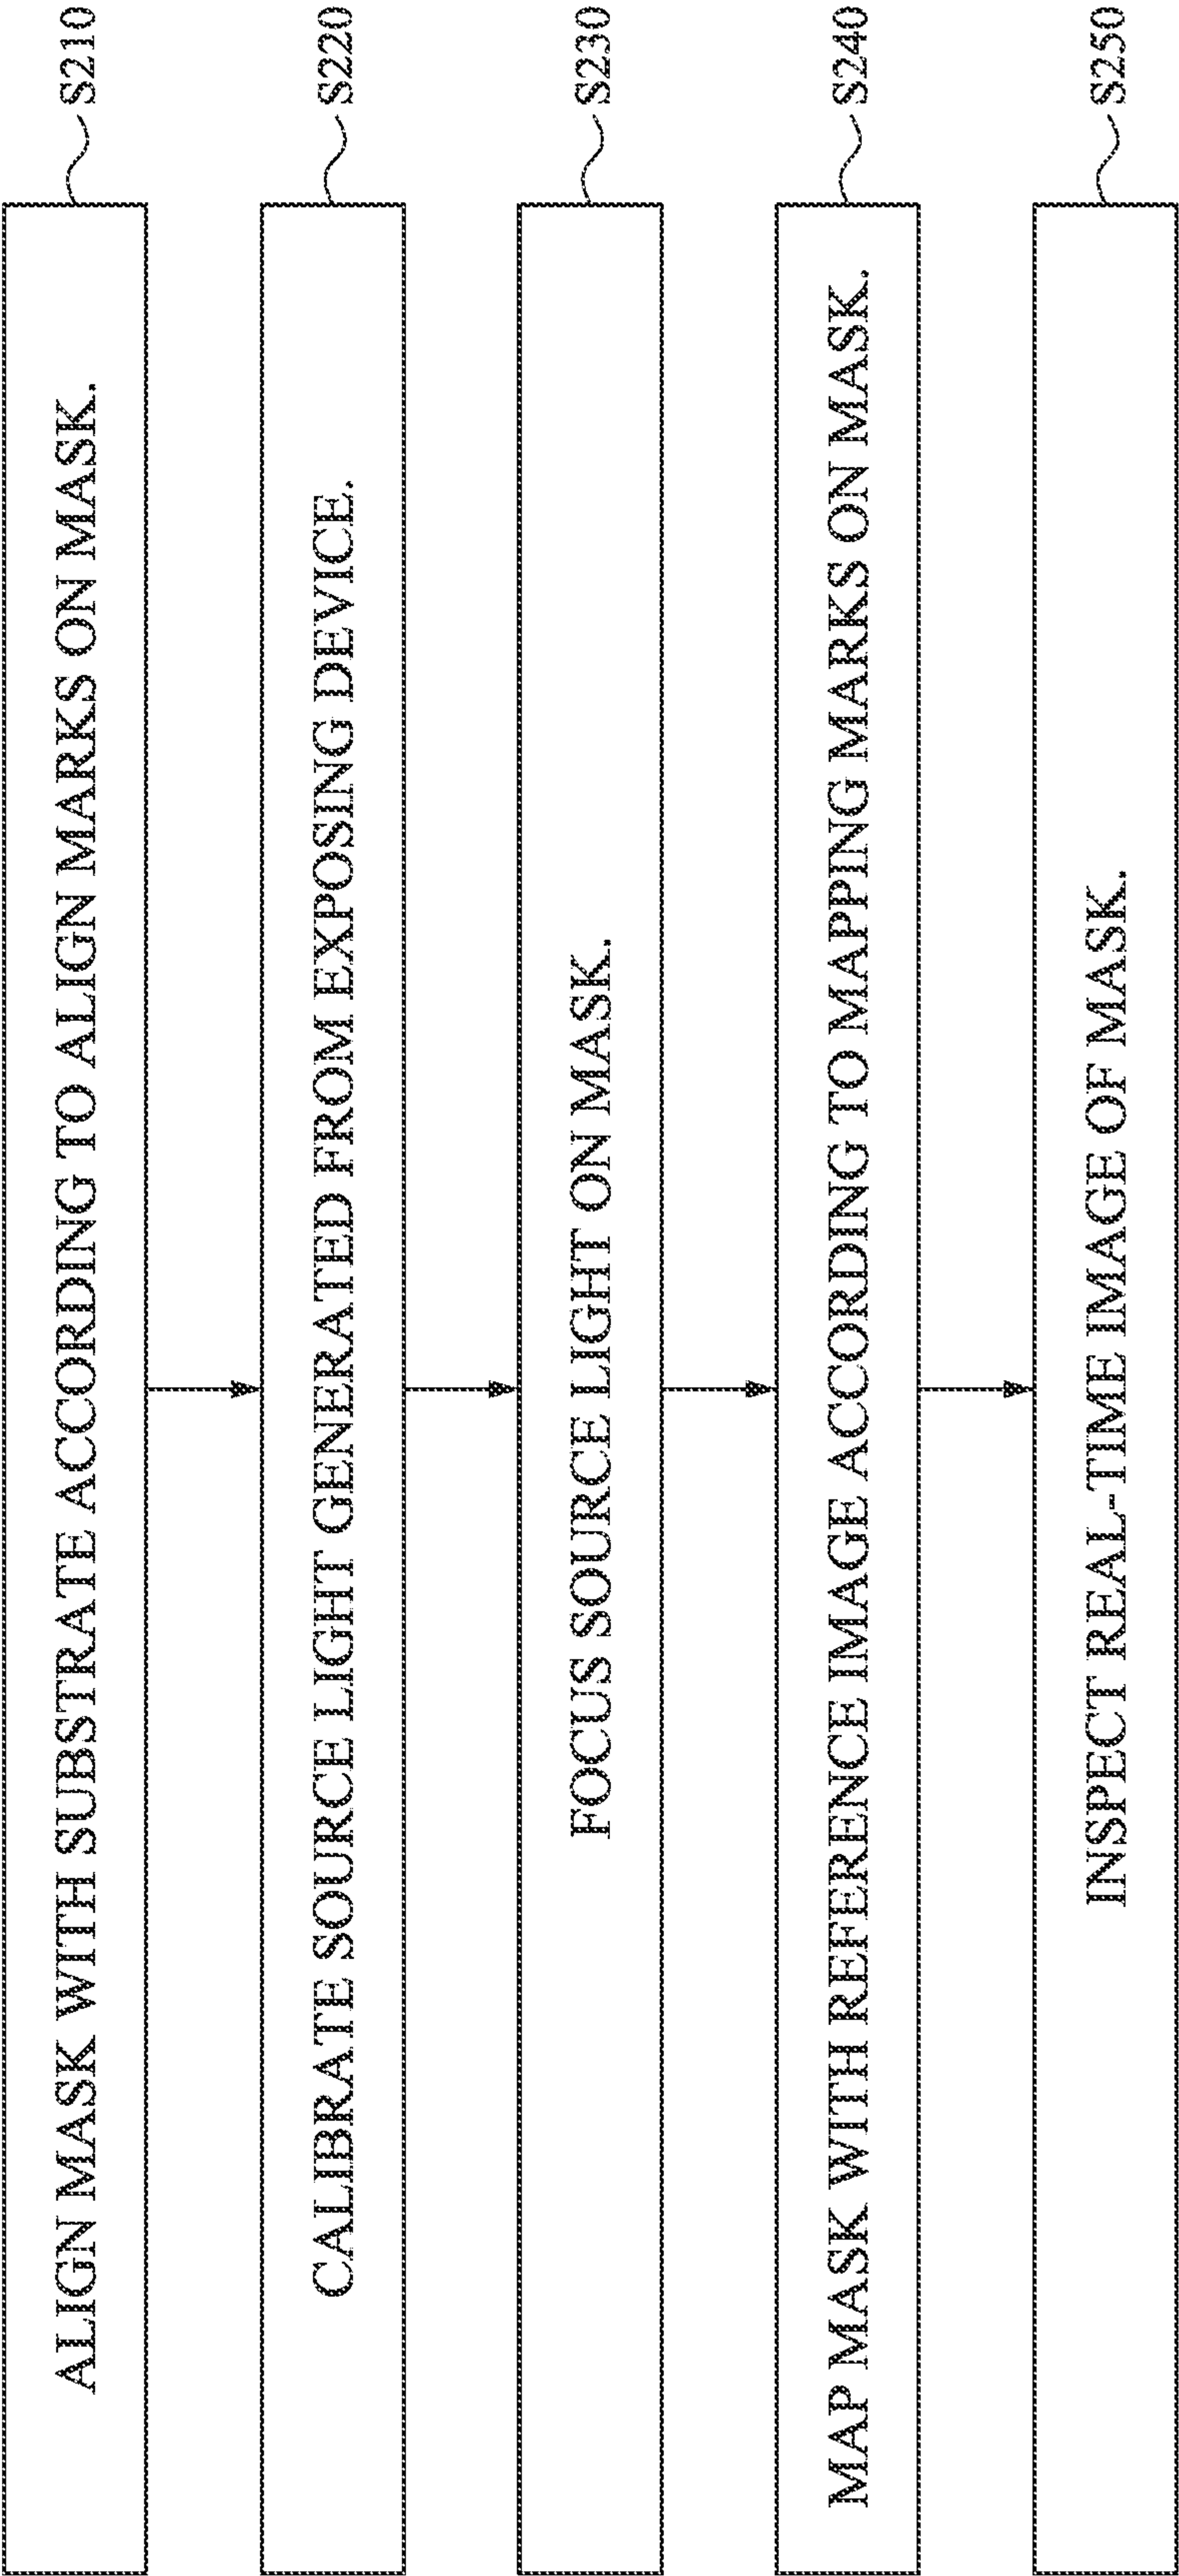 ALIGN MASK WITH SUBSTRATE ACCORDING TO ALIGN MARKS ON MASK.
S210
CALIBRATE SOURCE LIGHT GENERATED FROM EXPOSING DEVICE.
S220
FOCUS SOURCE LIGHT ON MASK.
S230
MAP MASK WITH REFERENCE IMAGE ACCORDING TO MAPPING MARKS ON MASK.
S240
INSPECT REAL-TIME IMAGE OF MASK.
S250